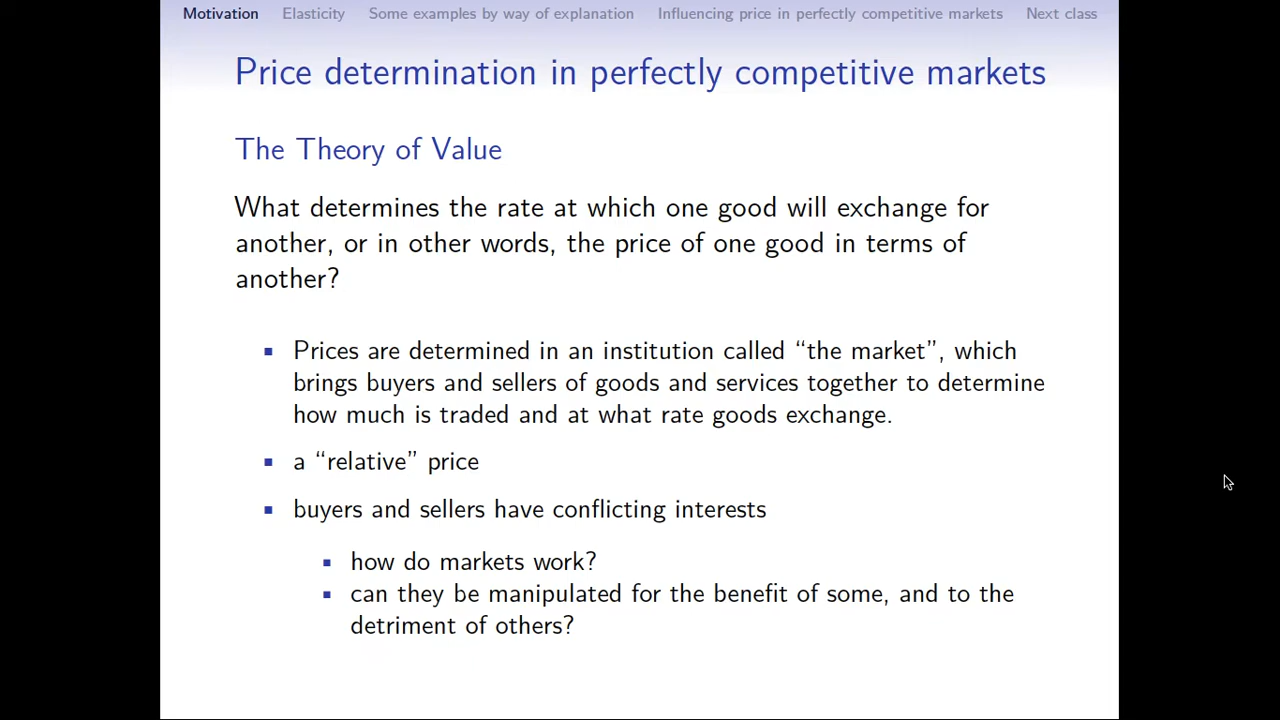 Motivation Elasticity Some examples by way of explanation Influencing price in perfectly competitive markets Next class
Price determination in perfectly competitive markets
The Theory of Value
What determines the rate at which one good will exchange for
another, or in other words, the price of one good in terms of
another?
Prices are determined in an institution called “the market”, which
brings buyers and sellers of goods and services together to determine
how much is traded and at what rate goods exchange.
a “relative” price
buyers and sellers have conflicting interests
how do markets work?
can they be manipulated for the benefit of some, and to the
detriment of others?